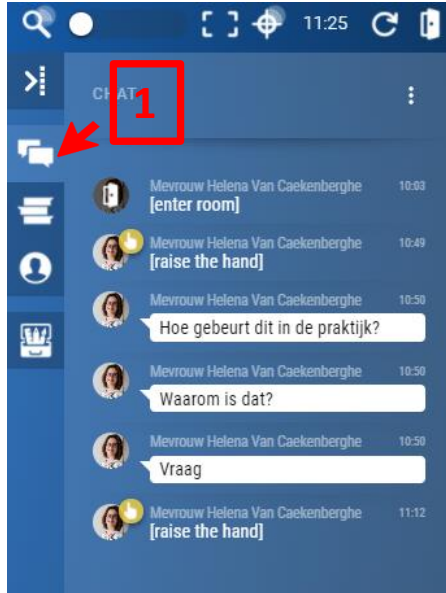 11:25
CHAT
1
Mevrouw Helena Van Caekenberghe 10:03
[enter room]
Mevrouw Helena Van Caekenberghe 10:49
[raise the hand]
Mevrouw Helena Van Caekenberghe 10:50
Hoe gebeurt dit in de praktijk?
Mevrouw Helena Van Caekenberghe 10:50
Waarom is dat?
Mevrouw Helena Van Caekenberghe 10:50
Vraag
Mevrouw Helena Van Caekenberghe 11:12
[raise the hand]